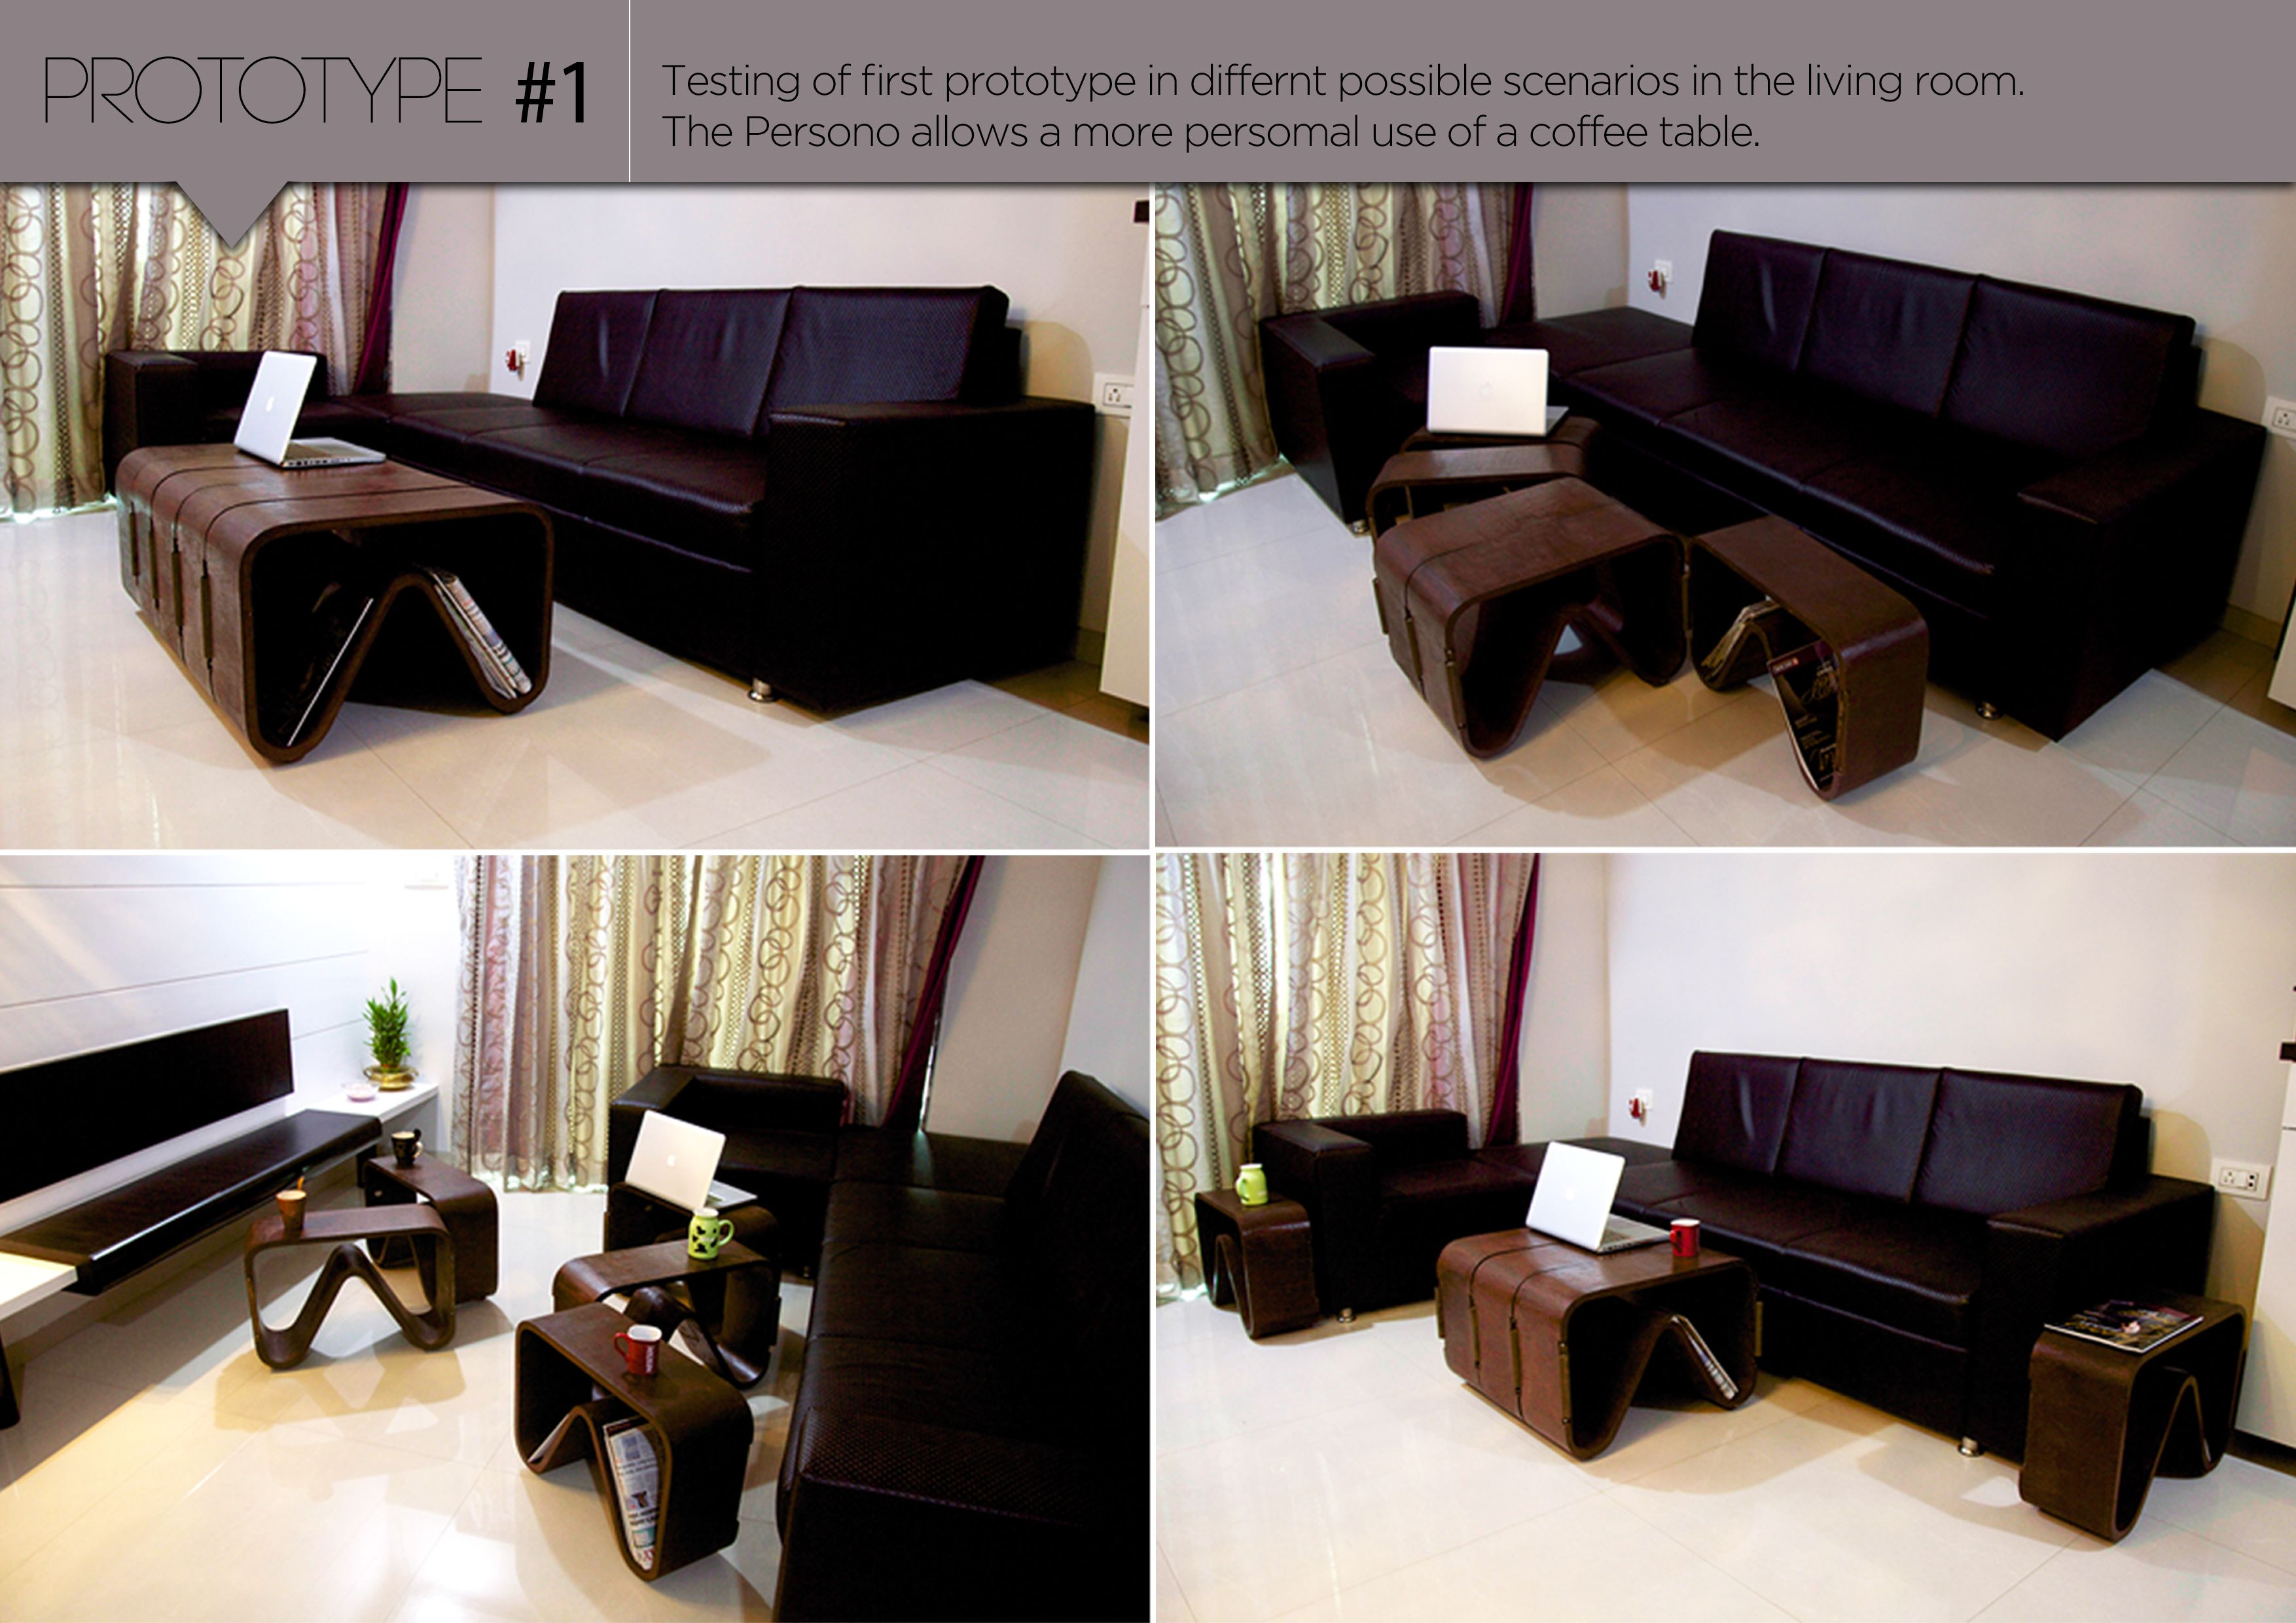 PROTOTYPE #1
Testing of first prototype in differnt possible scenarios in the living room.
The Persono allows a more persomal use of a coffee table.